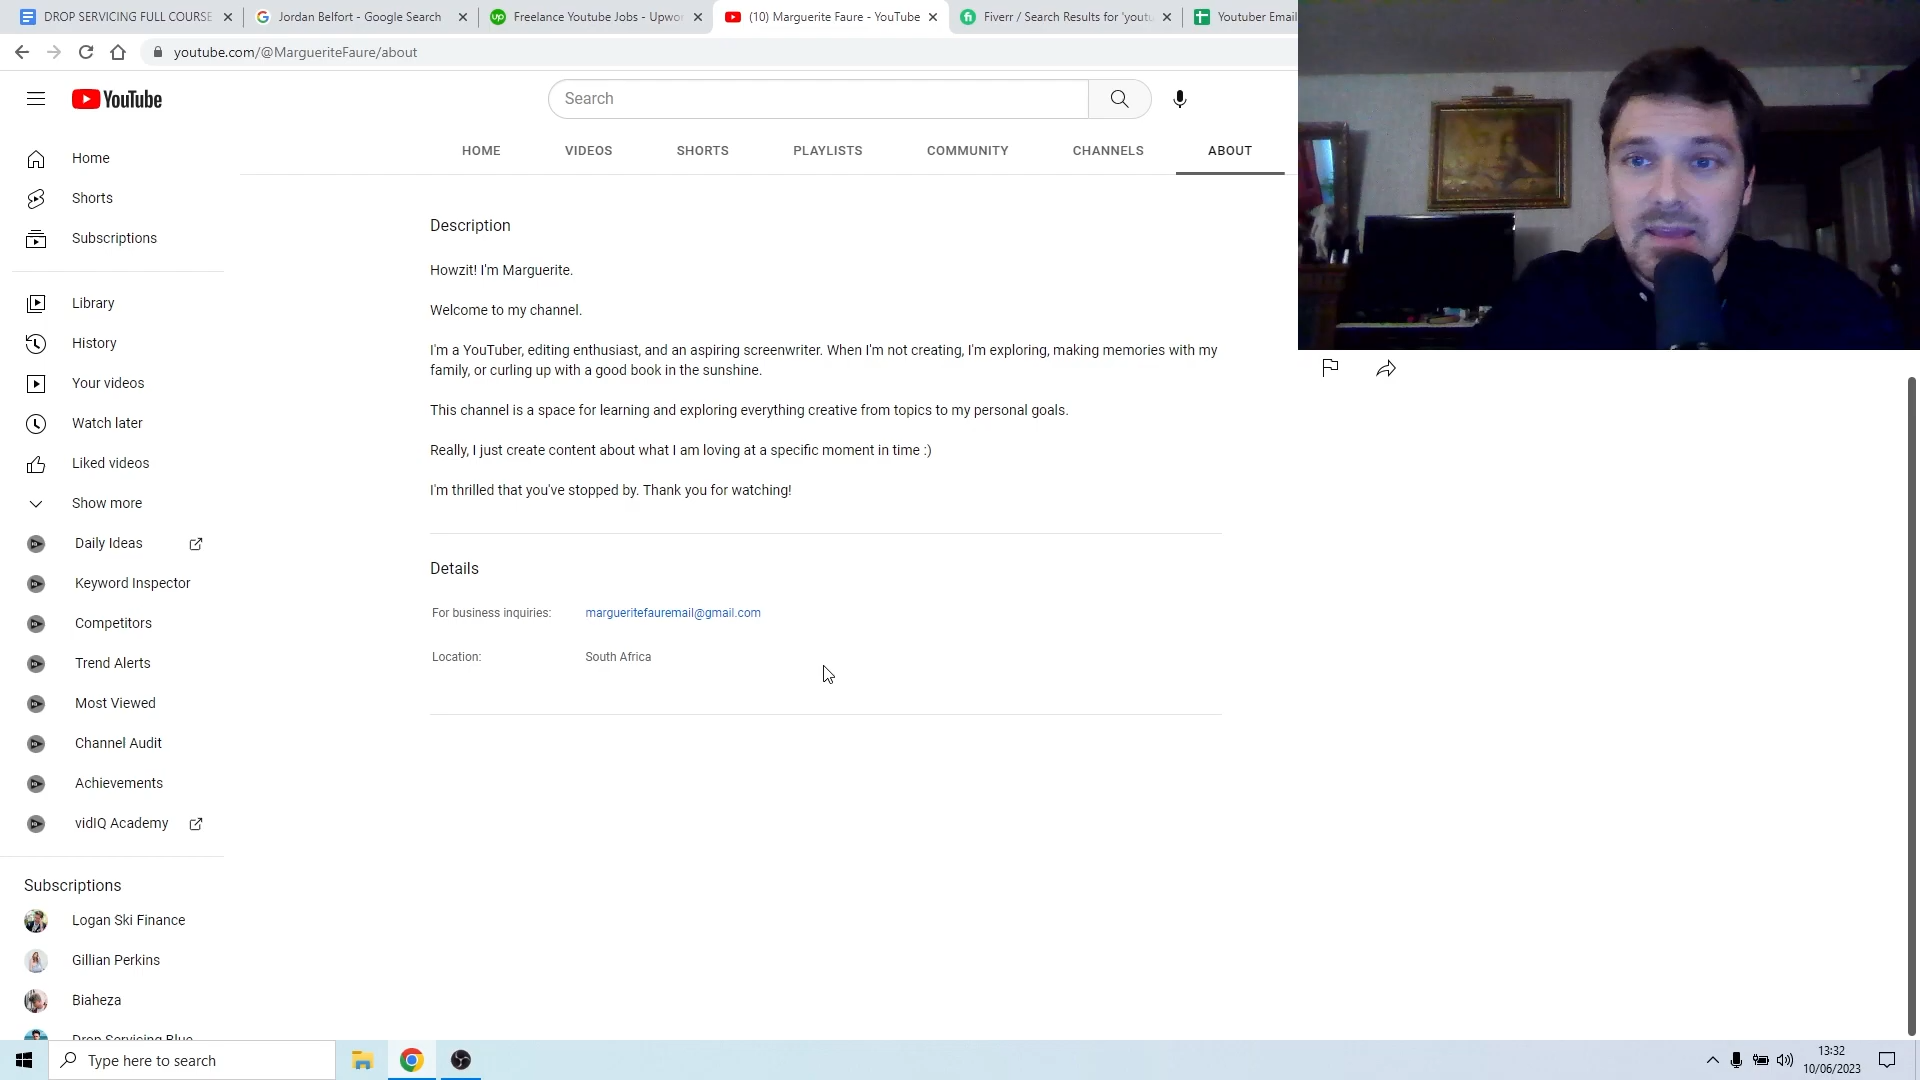 DROP SERVICING FULL COURSE
Jordan Belfort - Google Search
Freelance Youtube Jobs - Upwor
(10) Marguerite Faure - YouTube
Fiverr / Search Results for 'youtu
Youtuber Email
youtube.com/@MargueriteFaure/about
YouTube
Search
HOME
VIDEOS
SHORTS
PLAYLISTS
COMMUNITY
CHANNELS
ABOUT
Home
Shorts
Subscriptions
Library
History
Your videos
Watch later
Liked videos
Show more
Daily Ideas
Keyword Inspector
Competitors
Trend Alerts
Most Viewed
Channel Audit
Achievements
vidIQ Academy
Subscriptions
Logan Ski Finance
Gillian Perkins
Biaheza
Drop Servicing Blue
Description
Howzit! I'm Marguerite.
Welcome to my channel.
I'm a YouTuber, editing enthusiast, and an aspiring screenwriter. When I'm not creating, I'm exploring, making memories with my
family, or curling up with a good book in the sunshine.
This channel is a space for learning and exploring everything creative from topics to my personal goals.
Really, I just create content about what I am loving at a specific moment in time :)
I'm thrilled that you've stopped by. Thank you for watching!
Details
For business inquiries: margueritefauremail@gmail.com
Location: South Africa
Type here to search
13:32
10/06/2023